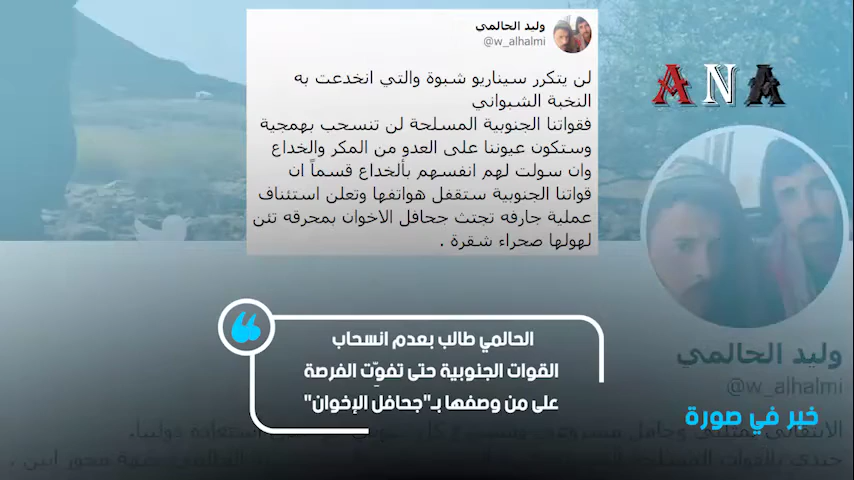 وليد الحالمي
@w_alhalmi
لن يتكرر سيناريو شبوة والتي انخدعت به
النخبة الشبواني
فقواتنا الجنوبية المسلحة لن تنسحب بهمجية
وستكون عيوننا على العدو من المكر والخداع
وان سولت لهم انفسهم بألخداع قسماً ان
قواتنا الجنوبية ستقفل هواتفها وتعلن استئناف
عملية جارفه تجتث جحافل الاخوان بمحرقه تئن
لهولها صحراء شقرة .
ANA
الحالمي طالب بعدم انسحاب
القوات الجنوبية حتى تفوِّت الفرصة
على من وصفها بـ"جحافل الإخوان"
وليد الحالمي
@w_alhalmi
خبر في صورة